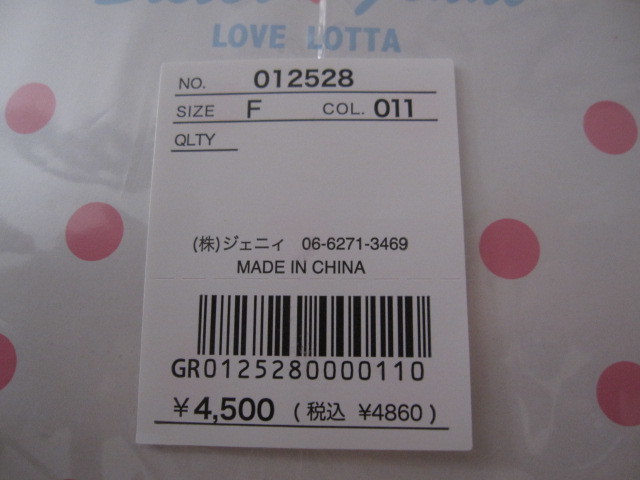 LOVE LOTTA
NO. 012528
SIZE F COL. 011
QLTY
(株)ジェニィ 06-6271-3469
MADE IN CHINA
GR0125280000110
¥4,500 (税込 ¥4860)